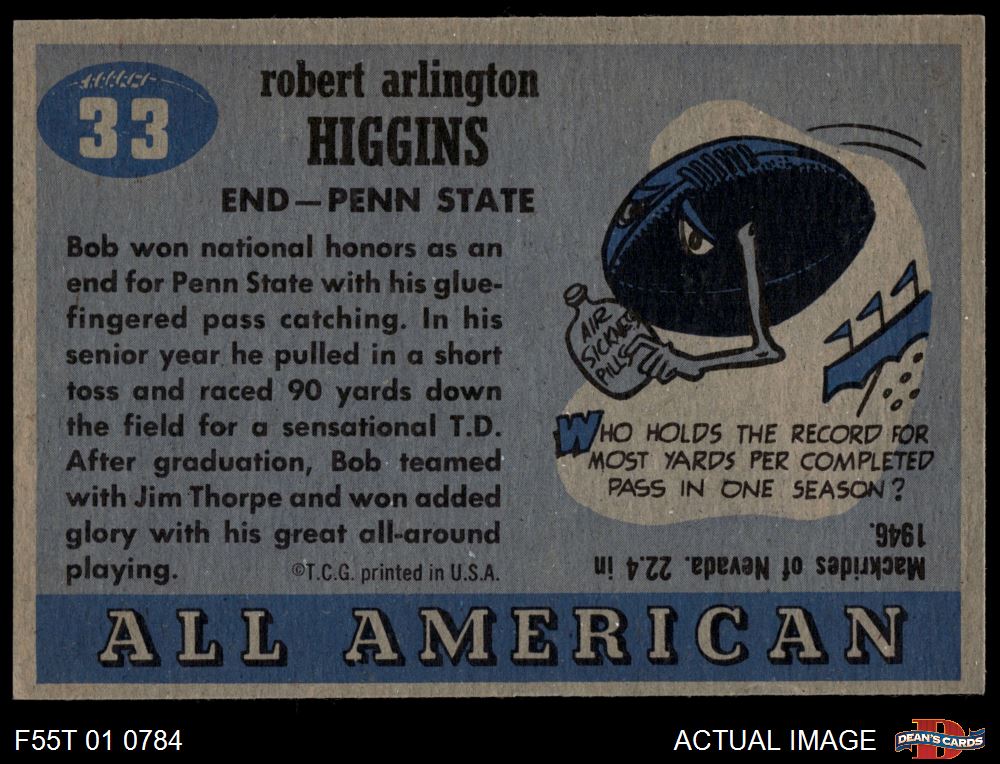 33
robert arlington
HIGGINS
END—PENN STATE
Bob won national honors as an
end for Penn State with his glue-
fingered pass catching. In his
senior year he pulled in a short
toss and raced 90 yards down
the field for a sensational T.D.
After graduation, Bob teamed
with Jim Thorpe and won added
glory with his great all-around
playing.
©T.C.G. printed in U.S.A.
AIR
SICKNESS
PILLS
WHO HOLDS THE RECORD FOR
MOST YARDS PER COMPLETED
PASS IN ONE SEASON?
Mackrides of Nevada. 22.4 in
1946.
ALL AMERICAN
F55T 01 0784
ACTUAL IMAGE
D
DEAN'S CARDS